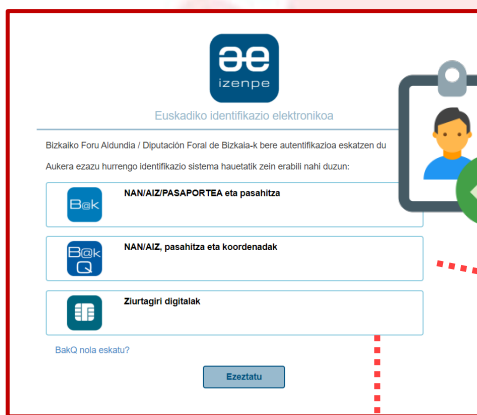 izenpe
Euskadiko identifikazio elektronikoa
Bizkaiko Foru Aldundia / Diputación Foral de Bizkaia-k bere autentifikazioa eskatzen du
Aukera ezazu hurrengo identifikazio sistema hauetatik zein erabili nahi duzun:
B@k
NAN/AIZ/PASAPORTEA eta pasahitza
B@k
Q
NAN/AIZ, pasahitza eta koordenadak
Ziurtagiri digitalak
BakQ nola eskatu?
Ezeztatu